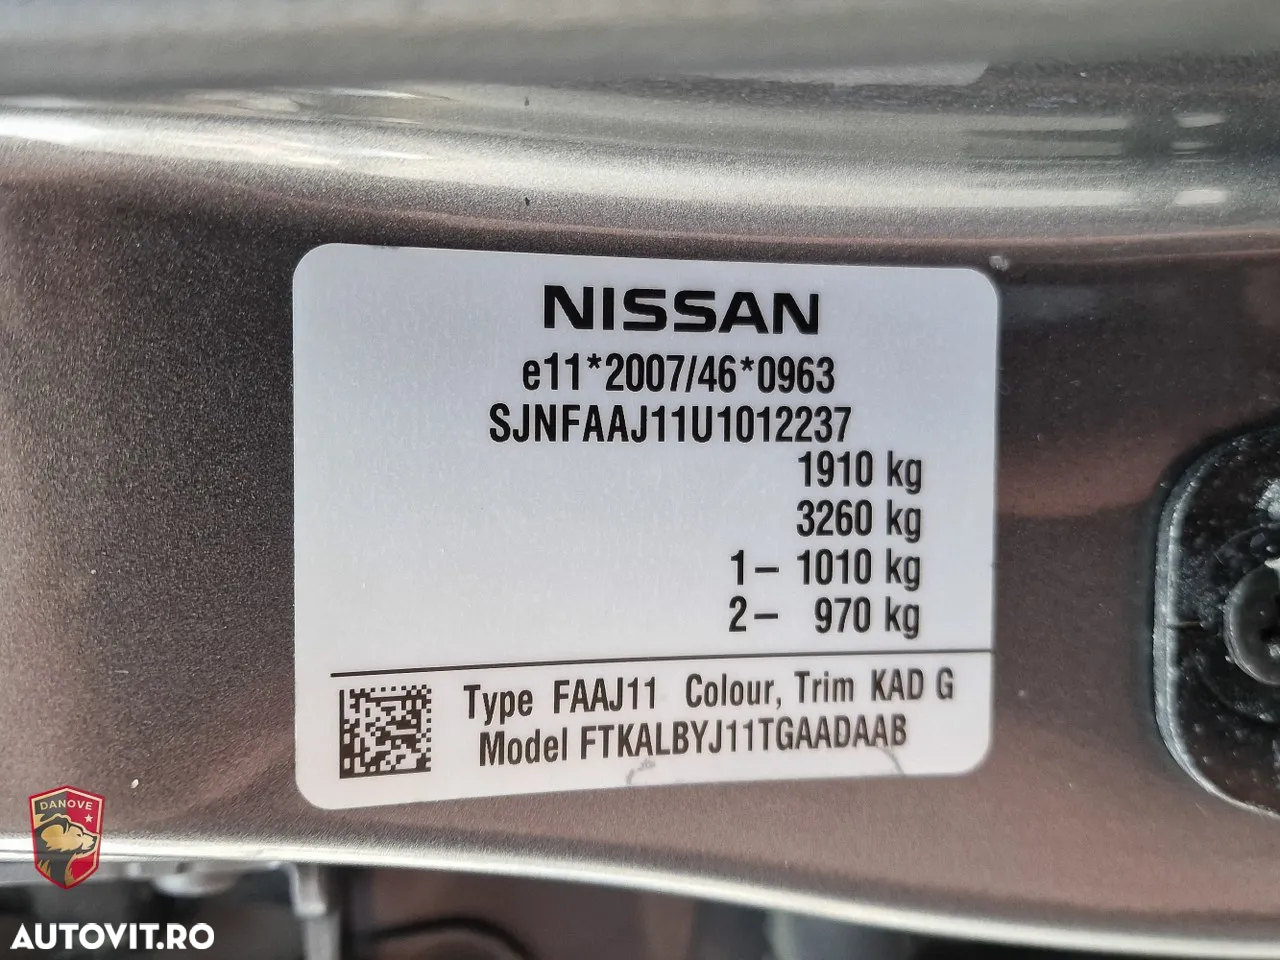 NISSAN
e11*2007/46*0963
SJNFAAJ11U1012237
1910 kg
3260 kg
1– 1010 kg
2– 970 kg
Type FAAJ11 Colour, Trim KAD G
Model FTKALBYJ11TGAADAAB
DANOVE
AUTOVIT.RO